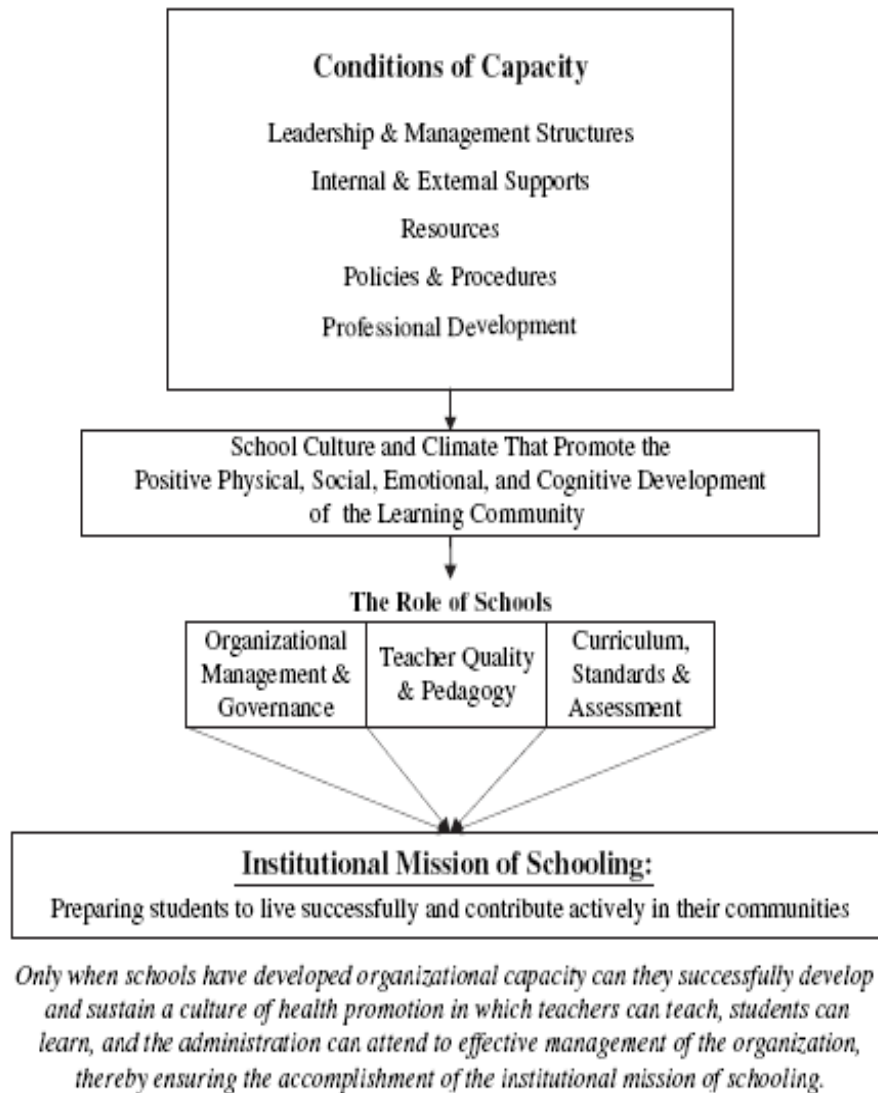 Conditions of Capacity
Leadership & Management Structures
Internal & External Supports
Resources
Policies & Procedures
Professional Development
School Culture and Climate That Promote the
Positive Physical, Social, Emotional, and Cognitive Development
of the Learning Community
The Role of Schools
Organizational
Management &
Governance
Teacher Quality
& Pedagogy
Curriculum,
Standards &
Assessment
Institutional Mission of Schooling:
Preparing students to live successfully and contribute actively in their communities
Only when schools have developed organizational capacity can they successfully develop
and sustain a culture of health promotion in which teachers can teach, students can
learn, and the administration can attend to effective management of the organization,
thereby ensuring the accomplishment of the institutional mission of schooling.